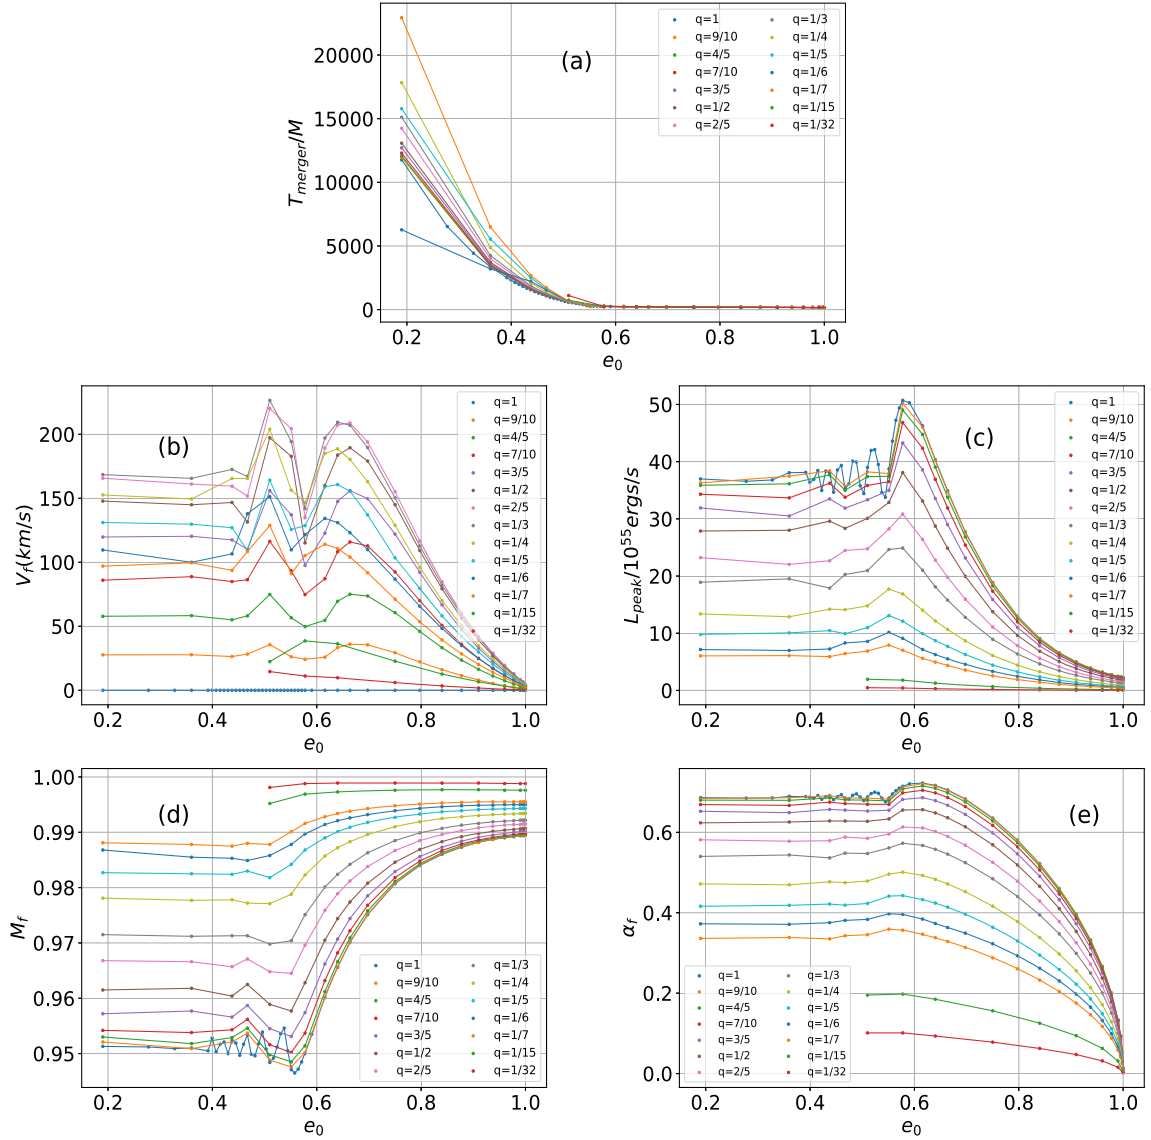 (a)
q=1 q=1/3
q=9/10 q=1/4
q=4/5 q=1/5
q=7/10 q=1/6
q=3/5 q=1/7
q=1/2 q=1/15
q=2/5 q=1/32
20000
15000
10000
5000
0
T_merger/M
0.2 0.4 0.6 0.8 1.0
e_0
(b)
q=1
q=9/10
q=4/5
q=7/10
q=3/5
q=1/2
q=2/5
q=1/3
q=1/4
q=1/5
q=1/6
q=1/7
q=1/15
q=1/32
200
150
100
50
0
V_f(km/s)
0.2 0.4 0.6 0.8 1.0
e_0
(c)
q=1
q=9/10
q=4/5
q=7/10
q=3/5
q=1/2
q=2/5
q=1/3
q=1/4
q=1/5
q=1/6
q=1/7
q=1/15
q=1/32
50
40
30
20
10
0
L_peak/10^55ergs/s
0.2 0.4 0.6 0.8 1.0
e_0
(d)
1.00
0.99
0.98
0.97
0.96
0.95
M_f
q=1 q=1/3
q=9/10 q=1/4
q=4/5 q=1/5
q=7/10 q=1/6
q=3/5 q=1/7
q=1/2 q=1/15
q=2/5 q=1/32
0.2 0.4 0.6 0.8 1.0
e_0
(e)
0.6
0.4
0.2
0.0
α_f
q=1 q=1/3
q=9/10 q=1/4
q=4/5 q=1/5
q=7/10 q=1/6
q=3/5 q=1/7
q=1/2 q=1/15
q=2/5 q=1/32
0.2 0.4 0.6 0.8 1.0
e_0